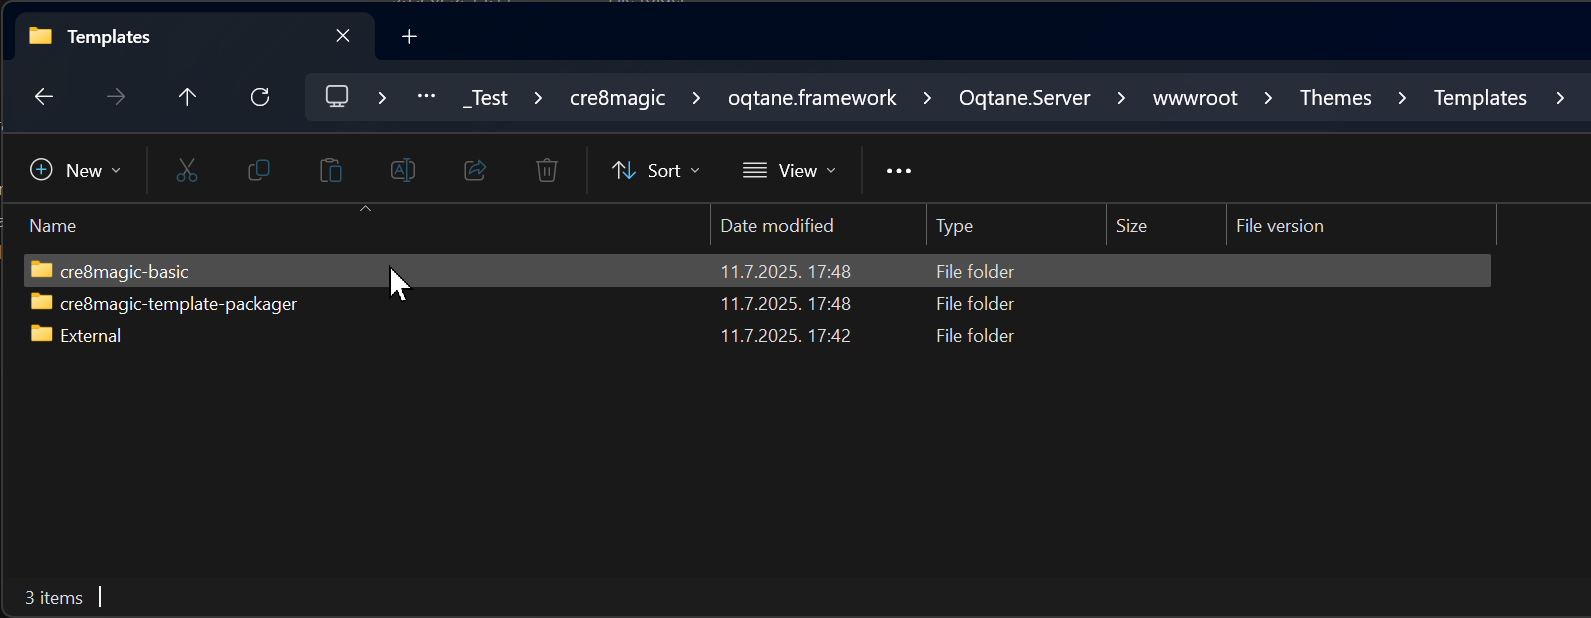 Templates
_Test > cre8magic > oqtane.framework > Oqtane.Server > wwwroot > Themes > Templates >
New Sort View
Name Date modified Type Size File version
cre8magic-basic 11.7.2025. 17:48 File folder
cre8magic-template-packager 11.7.2025. 17:48 File folder
External 11.7.2025. 17:42 File folder
3 items